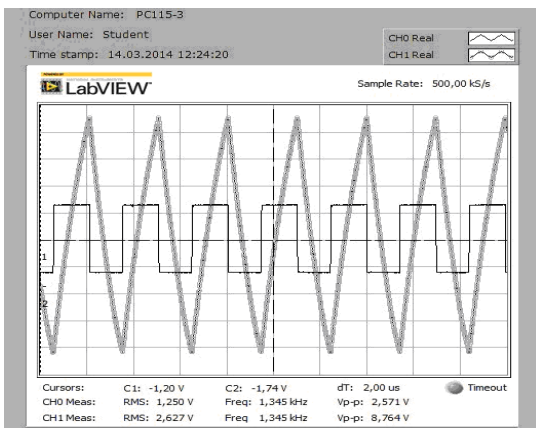 Computer Name: PC115-3
User Name: Student
Time stamp: 14.03.2014 12:24:20
CH0 Real
CH1 Real
LabVIEW
Sample Rate: 500,00 kS/s
1
2
Cursors: C1: -1,20 V C2: -1,74 V dT: 2,00 us Timeout
CH0 Meas: RMS: 1,250 V Freq 1,345 kHz Vp-p: 2,571 V
CH1 Meas: RMS: 2,627 V Freq: 1,345 kHz Vp-p: 8,764 V